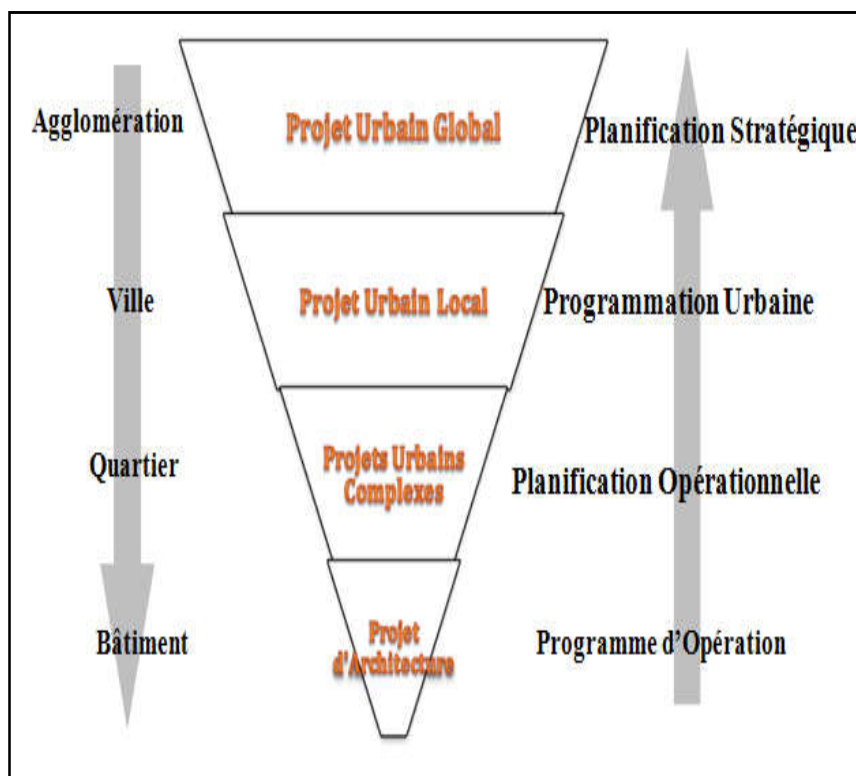 Agglomération
Projet Urbain Global
Planification Stratégique
Ville
Projet Urbain Local
Programmation Urbaine
Quartier
Projets Urbains
Complexes
Planification Opérationnelle
Bâtiment
Projet
d'Architecture
Programme d’Opération